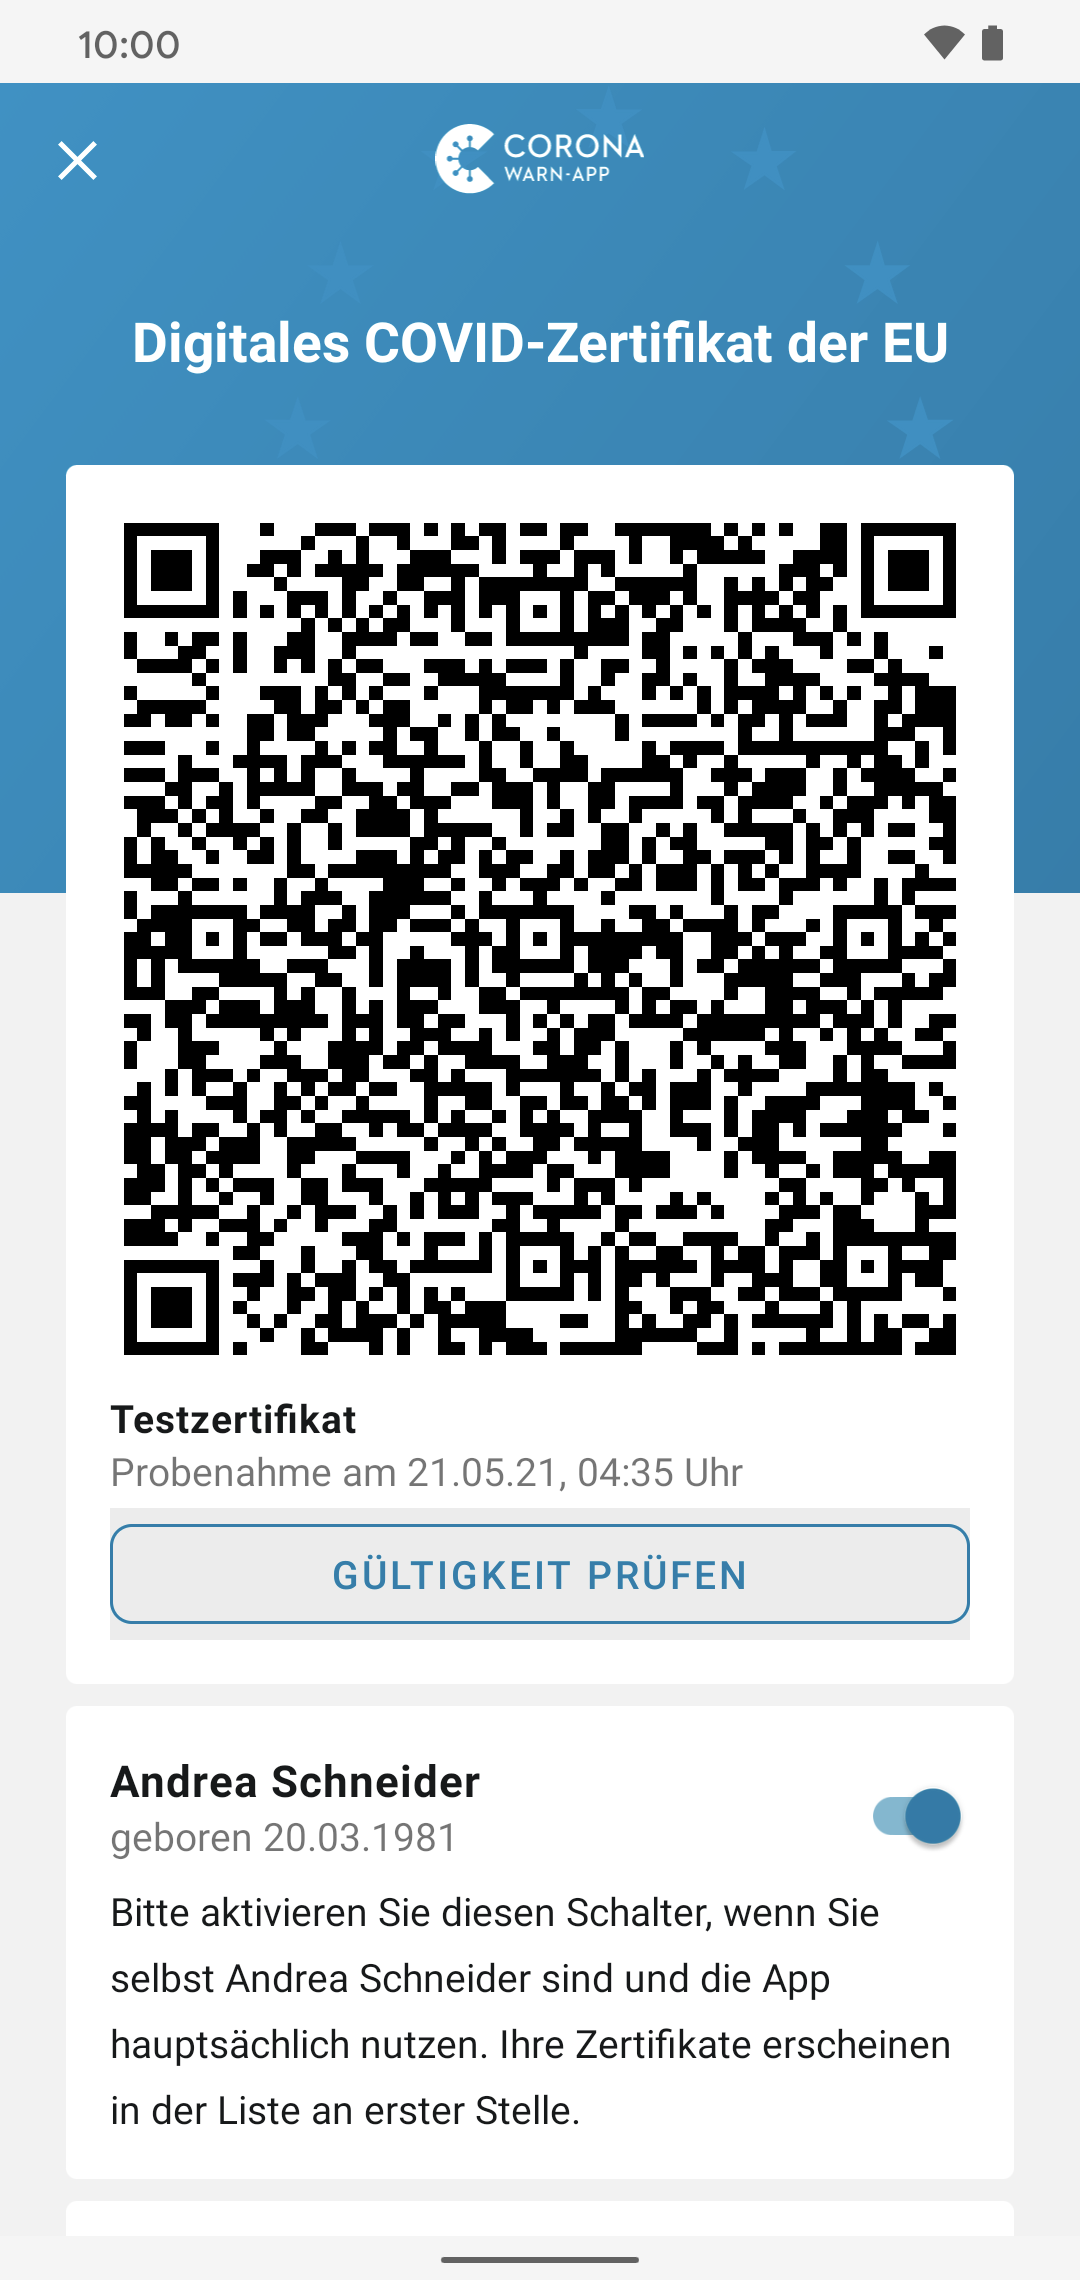 10:00
CORONA
WARN-APP
Digitales COVID-Zertifikat der EU
Testzertifikat
Probenahme am 21.05.21, 04:35 Uhr
GÜLTIGKEIT PRÜFEN
Andrea Schneider
geboren 20.03.1981
Bitte aktivieren Sie diesen Schalter, wenn Sie
selbst Andrea Schneider sind und die App
hauptsächlich nutzen. Ihre Zertifikate erscheinen
in der Liste an erster Stelle.